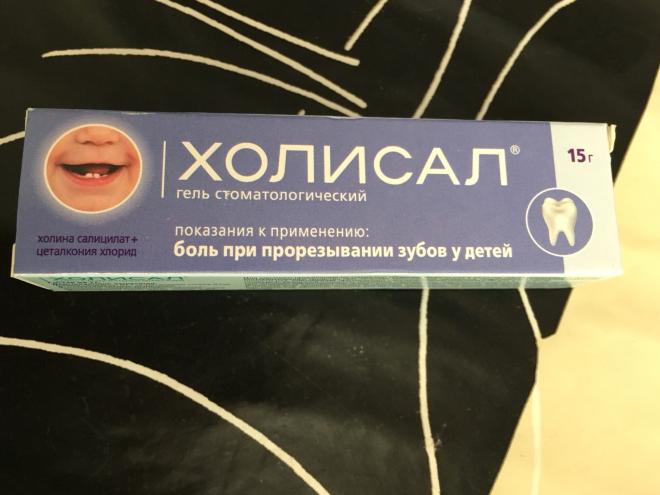 ХОЛИСАЛ®
гель стоматологический
15 г
холина салицилат+
цеталкония хлорид
показания к применению:
боль при прорезывании зубов у детей
ХОЛИСАЛ